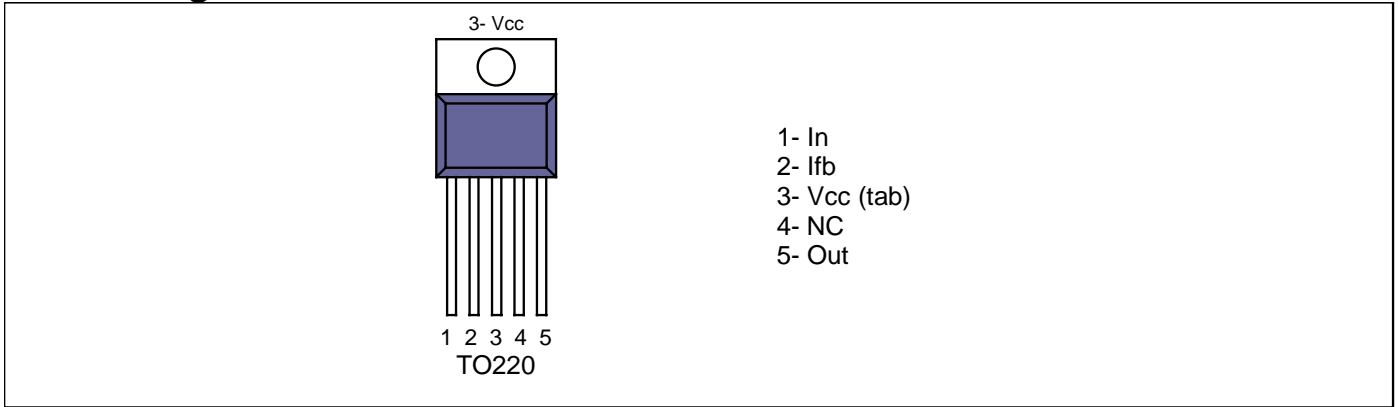 3- Vcc
1- In
2- Ifb
3- Vcc (tab)
4- NC
5- Out
1 2 3 4 5
TO220